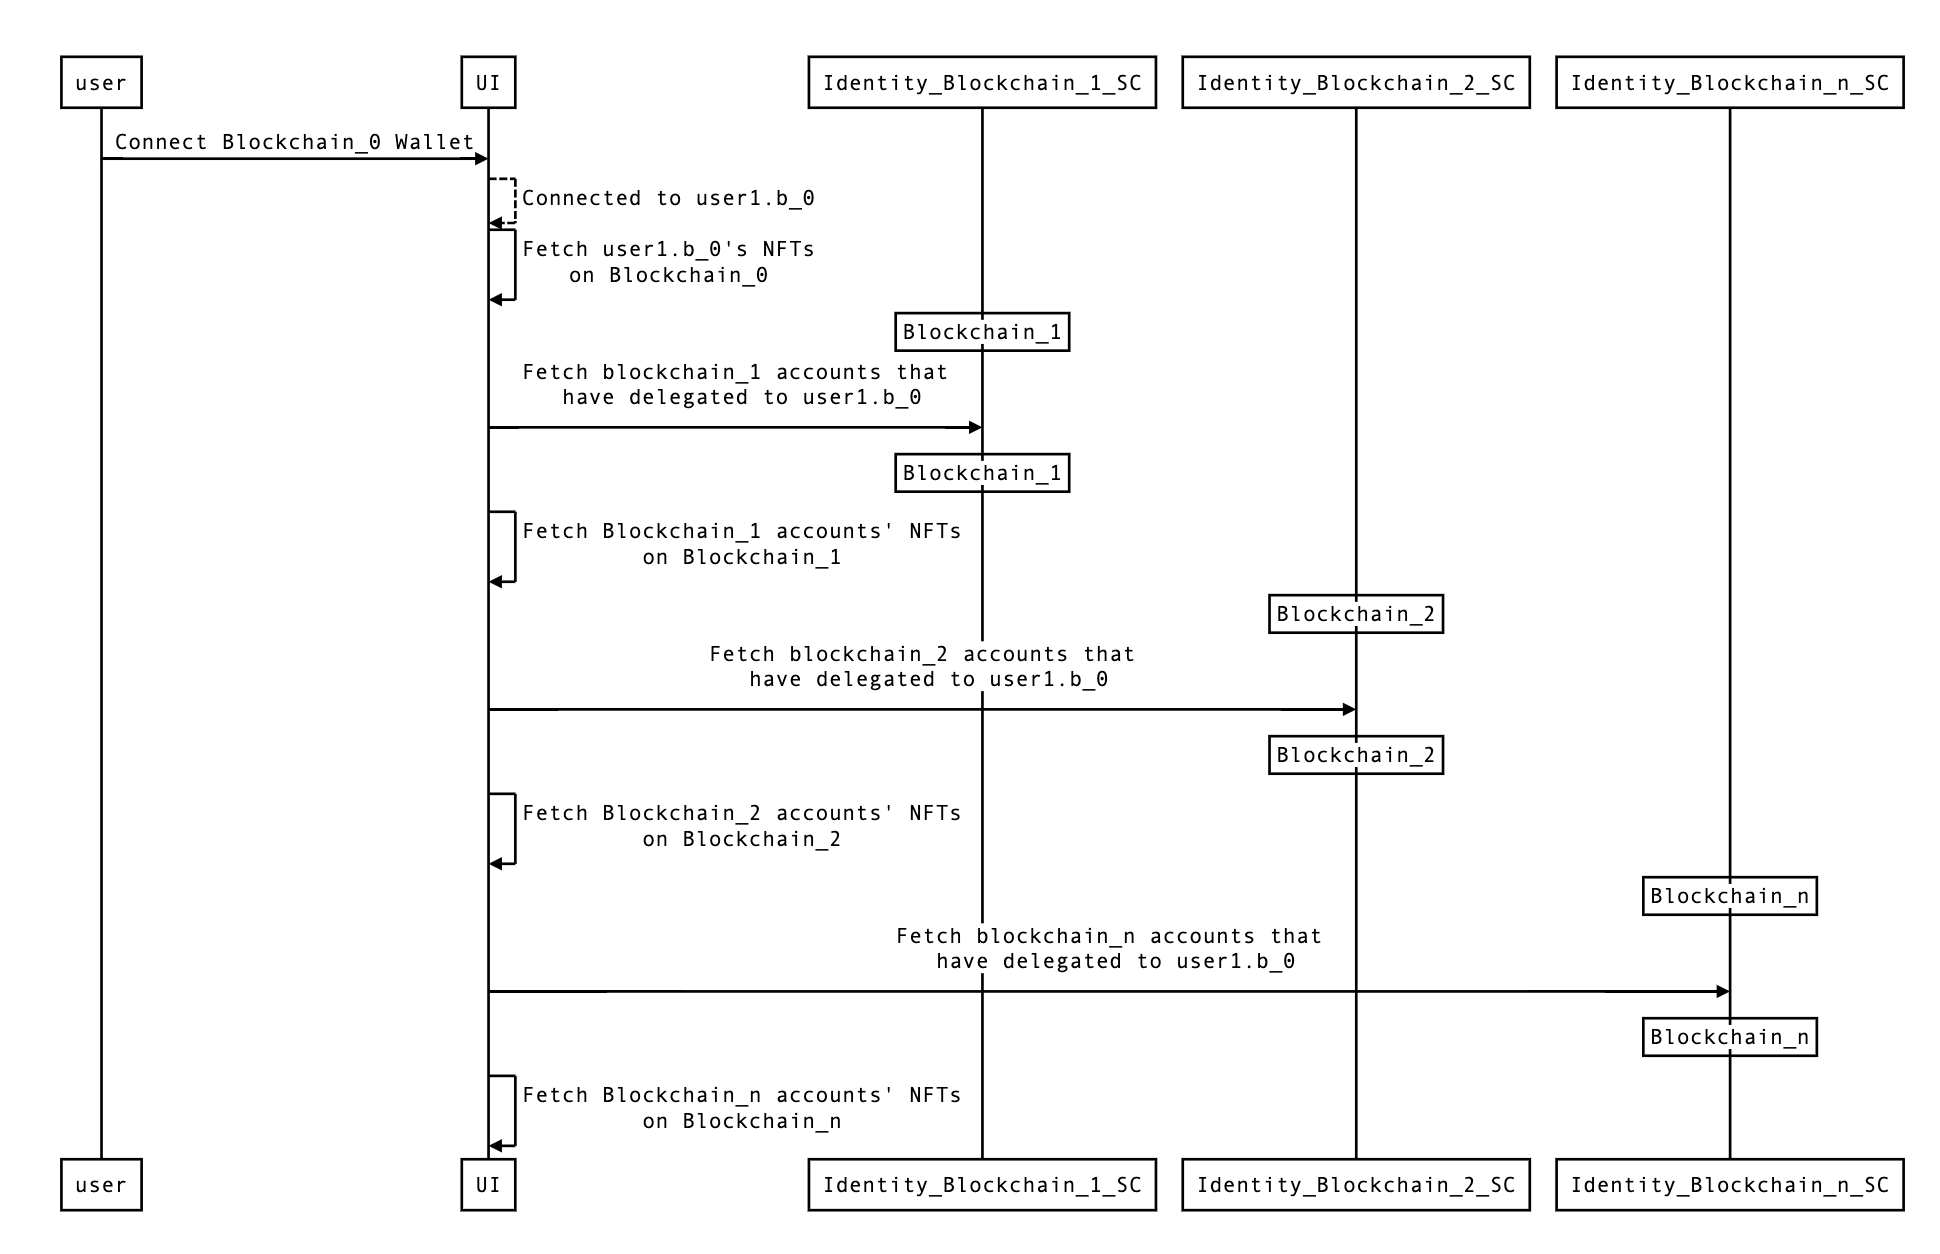 user
UI
Identity_Blockchain_1_SC
Identity_Blockchain_2_SC
Identity_Blockchain_n_SC
Connect Blockchain_0 Wallet
Connected to user1.b_0
Fetch user1.b_0's NFTs
on Blockchain_0
Blockchain_1
Fetch blockchain_1 accounts that
have delegated to user1.b_0
Blockchain_1
Fetch Blockchain_1 accounts' NFTs
on Blockchain_1
Blockchain_2
Fetch blockchain_2 accounts that
have delegated to user1.b_0
Blockchain_2
Fetch Blockchain_2 accounts' NFTs
on Blockchain_2
Blockchain_n
Fetch blockchain_n accounts that
have delegated to user1.b_0
Blockchain_n
Fetch Blockchain_n accounts' NFTs
on Blockchain_n
user
UI
Identity_Blockchain_1_SC
Identity_Blockchain_2_SC
Identity_Blockchain_n_SC